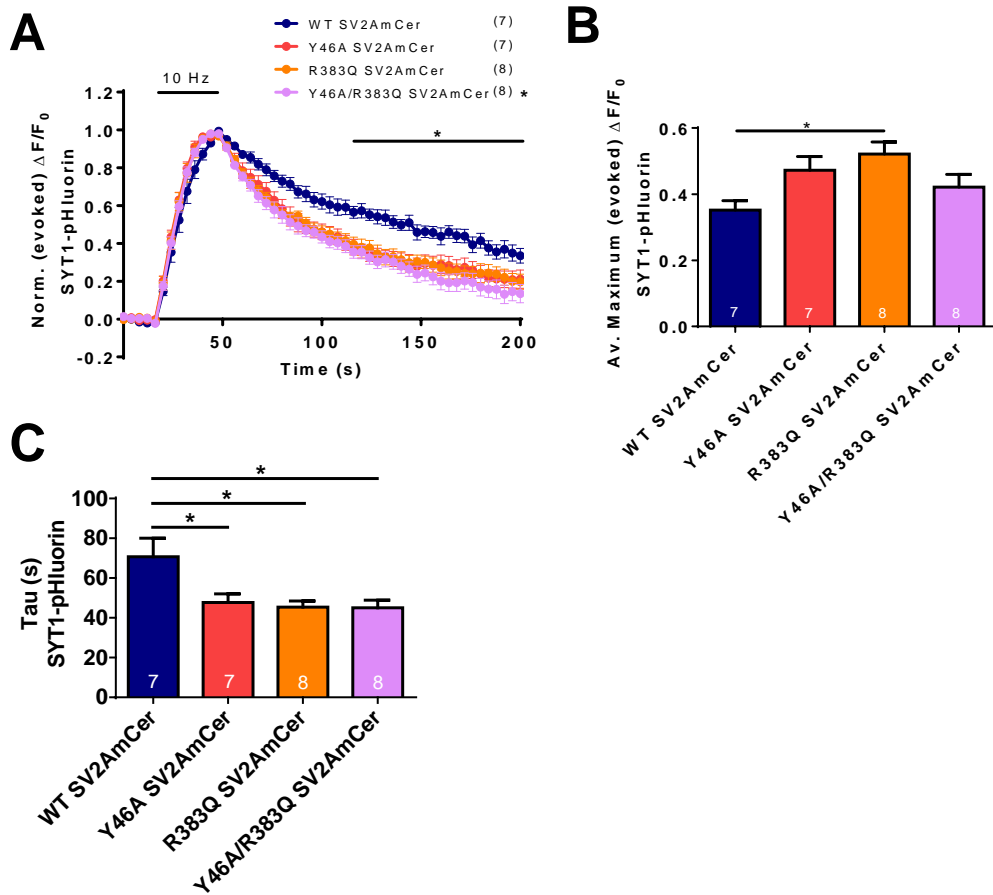 A
WT SV2AmCer (7)
Y46A SV2AmCer (7)
R383Q SV2AmCer (8)
Y46A/R383Q SV2AmCer (8) *
10 Hz
*
Norm. (evoked) ΔF/F0
SYT1-pHluorin
1.2
1.0
0.8
0.6
0.4
0.2
0.0
-0.2
50
100
150
200
Time (s)
B
*
Av. Maximum (evoked) ΔF/F0
SYT1-pHluorin
0.6
0.4
0.2
0.0
7
7
8
8
WT SV2AmCer
Y46A SV2AmCer
R383Q SV2AmCer
Y46A/R383Q SV2AmCer
C
*
*
*
Tau (s)
SYT1-pHluorin
100
80
60
40
20
0
7
7
8
8
WT SV2AmCer
Y46A SV2AmCer
R383Q SV2AmCer
Y46A/R383Q SV2AmCer